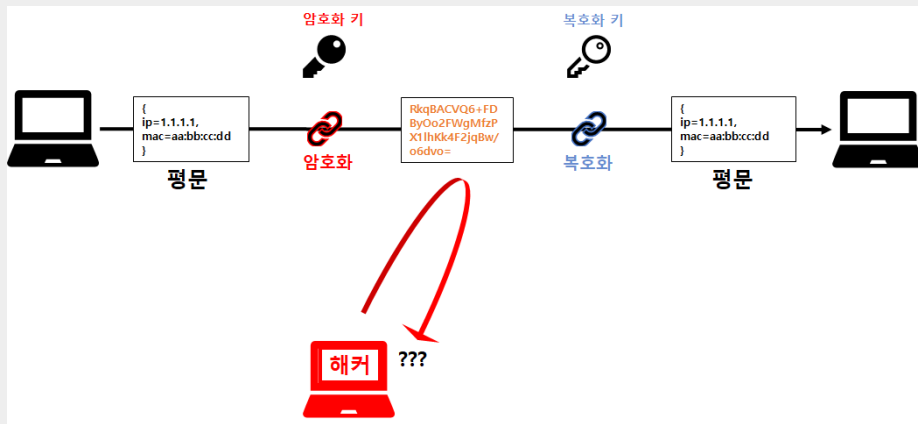 암호화 키
복호화 키
{
ip=1.1.1.1,
mac=aa:bb:cc:dd
}
평문
암호화
RkqBACVQ6+FD
ByOo2FWgMfzP
X1lhKk4F2jqBw/
o6dvo=
복호화
{
ip=1.1.1.1,
mac=aa:bb:cc:dd
}
평문
해커
???